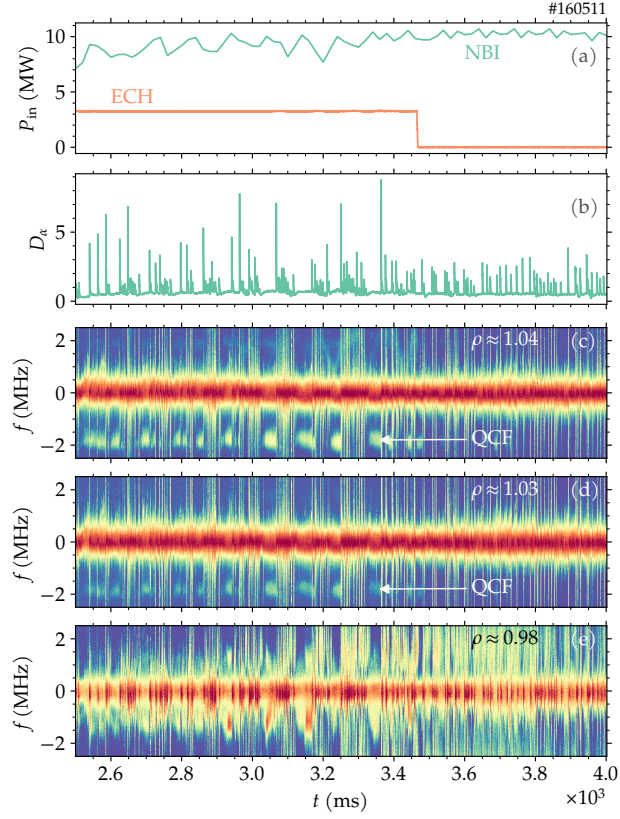 #160511
10
5
0
P_in (MW)
NBI
(a)
ECH
5
0
D_α
(b)
2
0
−2
f (MHz)
ρ ≈ 1.04
(c)
QCF
2
0
−2
f (MHz)
ρ ≈ 1.03
(d)
QCF
2
0
−2
f (MHz)
ρ ≈ 0.98
(e)
2.6 2.8 3.0 3.2 3.4 3.6 3.8 4.0
t (ms)
×10³